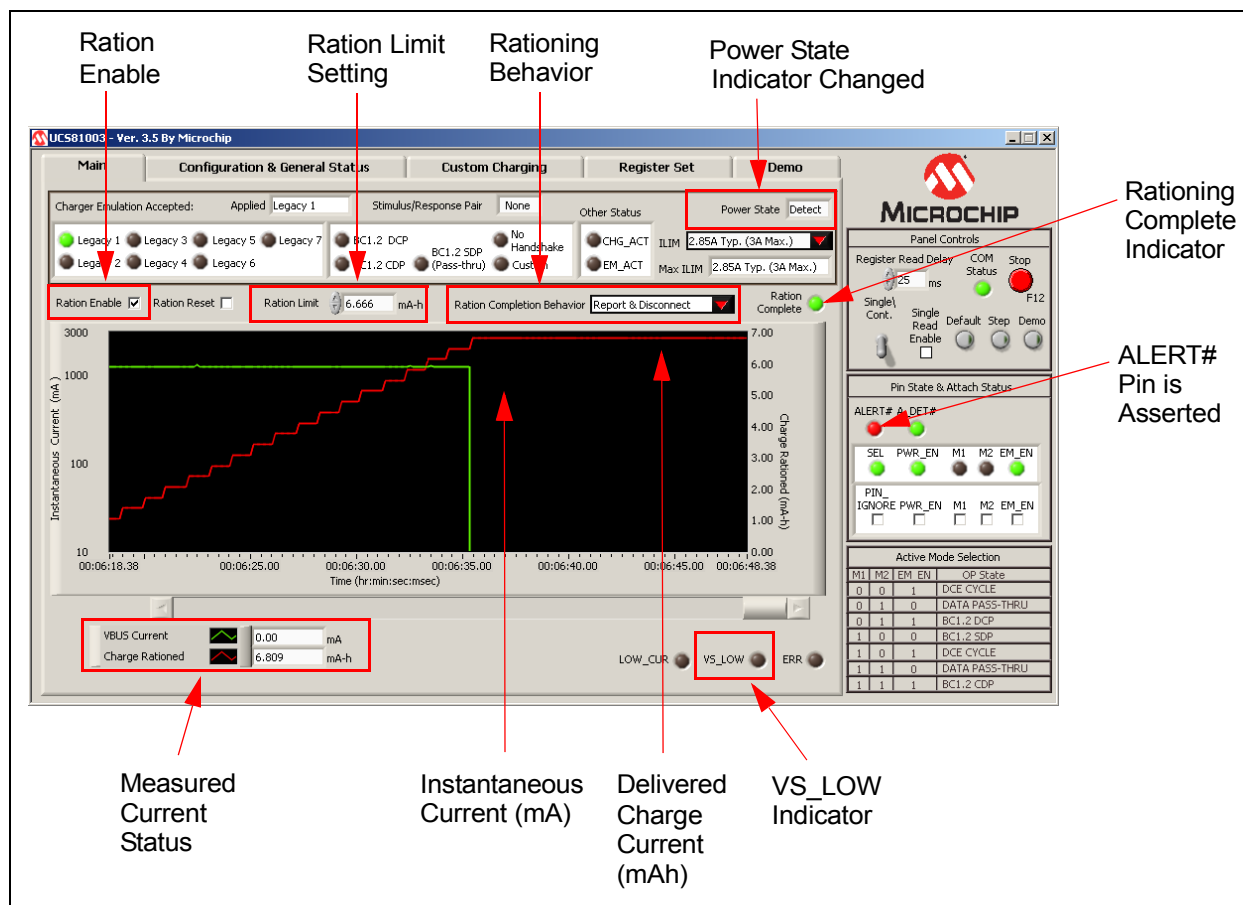 Ration
Enable
Ration Limit
Setting
Rationing
Behavior
Power State
Indicator Changed
UCS81003 - Ver. 3.5 By Microchip
Main
Configuration & General Status
Custom Charging
Register Set
Demo
Charger Emulation Accepted:
Applied
Legacy 1
Stimulus/Response Pair
None
Other Status
Power State
Detect
Legacy 1
Legacy 3
Legacy 5
Legacy 7
Legacy 2
Legacy 4
Legacy 6
BC1.2 DCP
BC1.2 CDP
BC1.2 SDP
(Pass-thru)
No
Handshake
Custom
CHG_ACT
EM_ACT
ILIM
2.85A Typ. (3A Max.)
Max ILIM
2.85A Typ. (3A Max.)
Ration Enable
Ration Reset
Ration Limit
6.666
mA-h
Ration Completion Behavior
Report & Disconnect
Ration
Complete
3000
1000
100
10
Instantaneous Current (mA)
7.00
6.00
5.00
4.00
3.00
2.00
1.00
0.00
Charge Rationed (mA-h)
00:06:18.38
00:06:25.00
00:06:30.00
00:06:35.00
00:06:40.00
00:06:45.00
00:06:48.38
Time (hr:min:sec:msec)
VBUS Current
0.00
mA
Charge Rationed
6.809
mA-h
LOW_CUR
VS_LOW
ERR
MICROCHIP
Panel Controls
Register Read Delay
25
ms
COM
Status
Stop
F12
Single\
Cont.
Single
Read
Enable
Default
Step
Demo
Pin State & Attach Status
ALERT#
A_DET#
SEL
PWR_EN
M1
M2
EM_EN
PIN_
IGNORE
PWR_EN
M1
M2
EM_EN
Active Mode Selection
M1 M2 EM_EN OP State
0 0 1 DCE CYCLE
0 1 0 DATA PASS-THRU
0 1 1 BC1.2 DCP
1 0 0 BC1.2 SDP
1 0 1 DCE CYCLE
1 1 0 DATA PASS-THRU
1 1 1 BC1.2 CDP
Rationing
Complete
Indicator
ALERT#
Pin is
Asserted
Measured
Current
Status
Instantaneous
Current (mA)
Delivered
Charge
Current
(mAh)
VS_LOW
Indicator